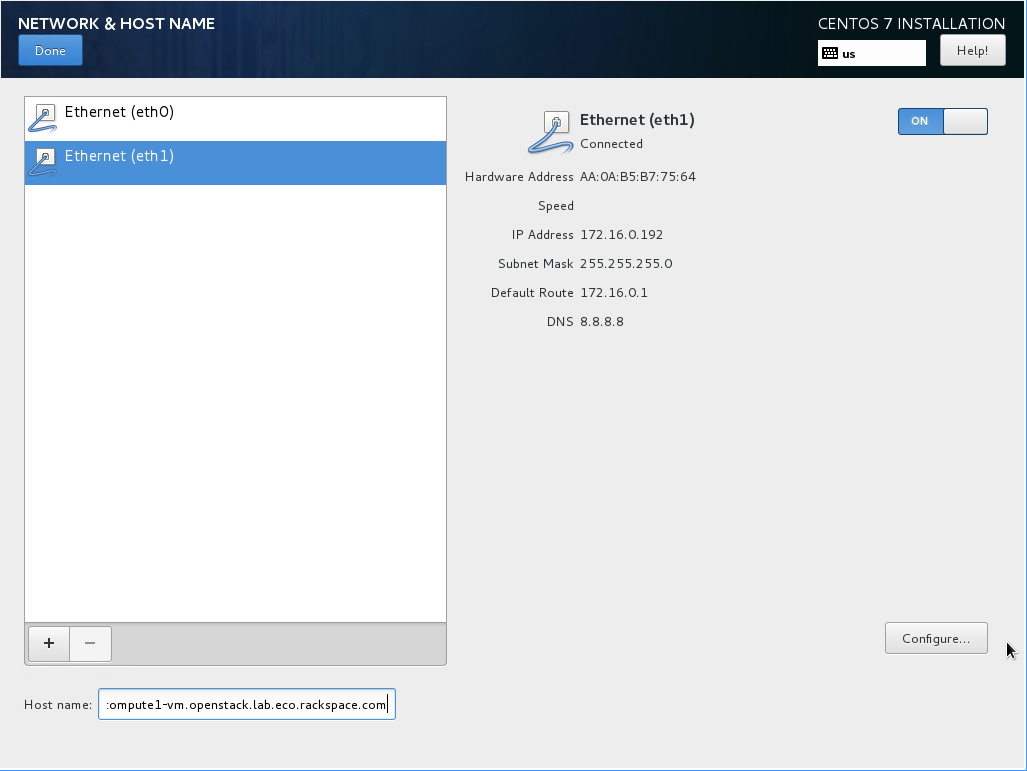 NETWORK & HOST NAME
CENTOS 7 INSTALLATION
Done
us
Help!
Ethernet (eth0)
Ethernet (eth1)
Ethernet (eth1)
Connected
ON
Hardware Address AA:0A:B5:B7:75:64
Speed
IP Address 172.16.0.192
Subnet Mask 255.255.255.0
Default Route 172.16.0.1
DNS 8.8.8.8
+ −
Configure...
Host name: :ompute1-vm.openstack.lab.eco.rackspace.com